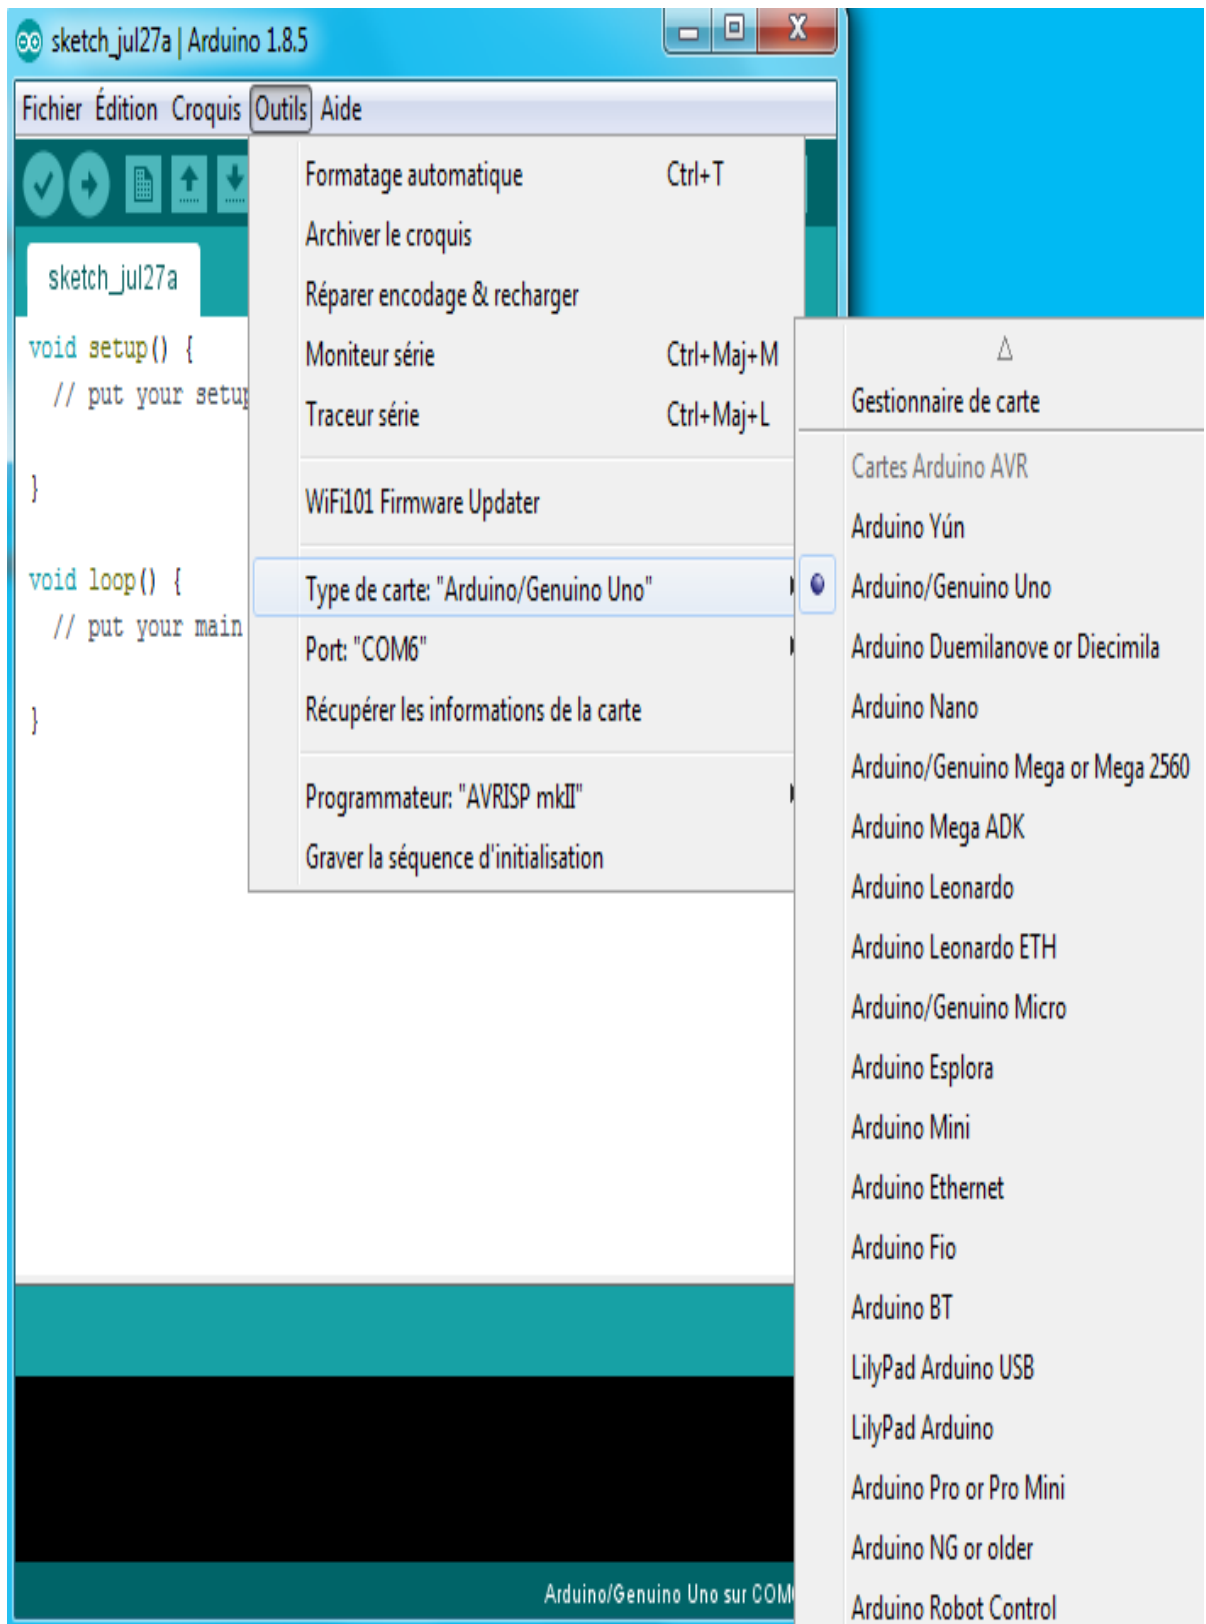 sketch_jul27a | Arduino 1.8.5
Fichier Édition Croquis Outils Aide
sketch_jul27a
void setup() {
// put your setup
}
void loop() {
// put your main
}
Formatage automatique Ctrl+T
Archiver le croquis
Réparer encodage & recharger
Moniteur série Ctrl+Maj+M
Traceur série Ctrl+Maj+L
WiFi101 Firmware Updater
Type de carte: "Arduino/Genuino Uno"
Port: "COM6"
Récupérer les informations de la carte
Programmateur: "AVRISP mkII"
Graver la séquence d'initialisation
Gestionnaire de carte
Cartes Arduino AVR
Arduino Yún
Arduino/Genuino Uno
Arduino Duemilanove or Diecimila
Arduino Nano
Arduino/Genuino Mega or Mega 2560
Arduino Mega ADK
Arduino Leonardo
Arduino Leonardo ETH
Arduino/Genuino Micro
Arduino Esplora
Arduino Mini
Arduino Ethernet
Arduino Fio
Arduino BT
LilyPad Arduino USB
LilyPad Arduino
Arduino Pro or Pro Mini
Arduino NG or older
Arduino Robot Control
Arduino/Genuino Uno sur COM